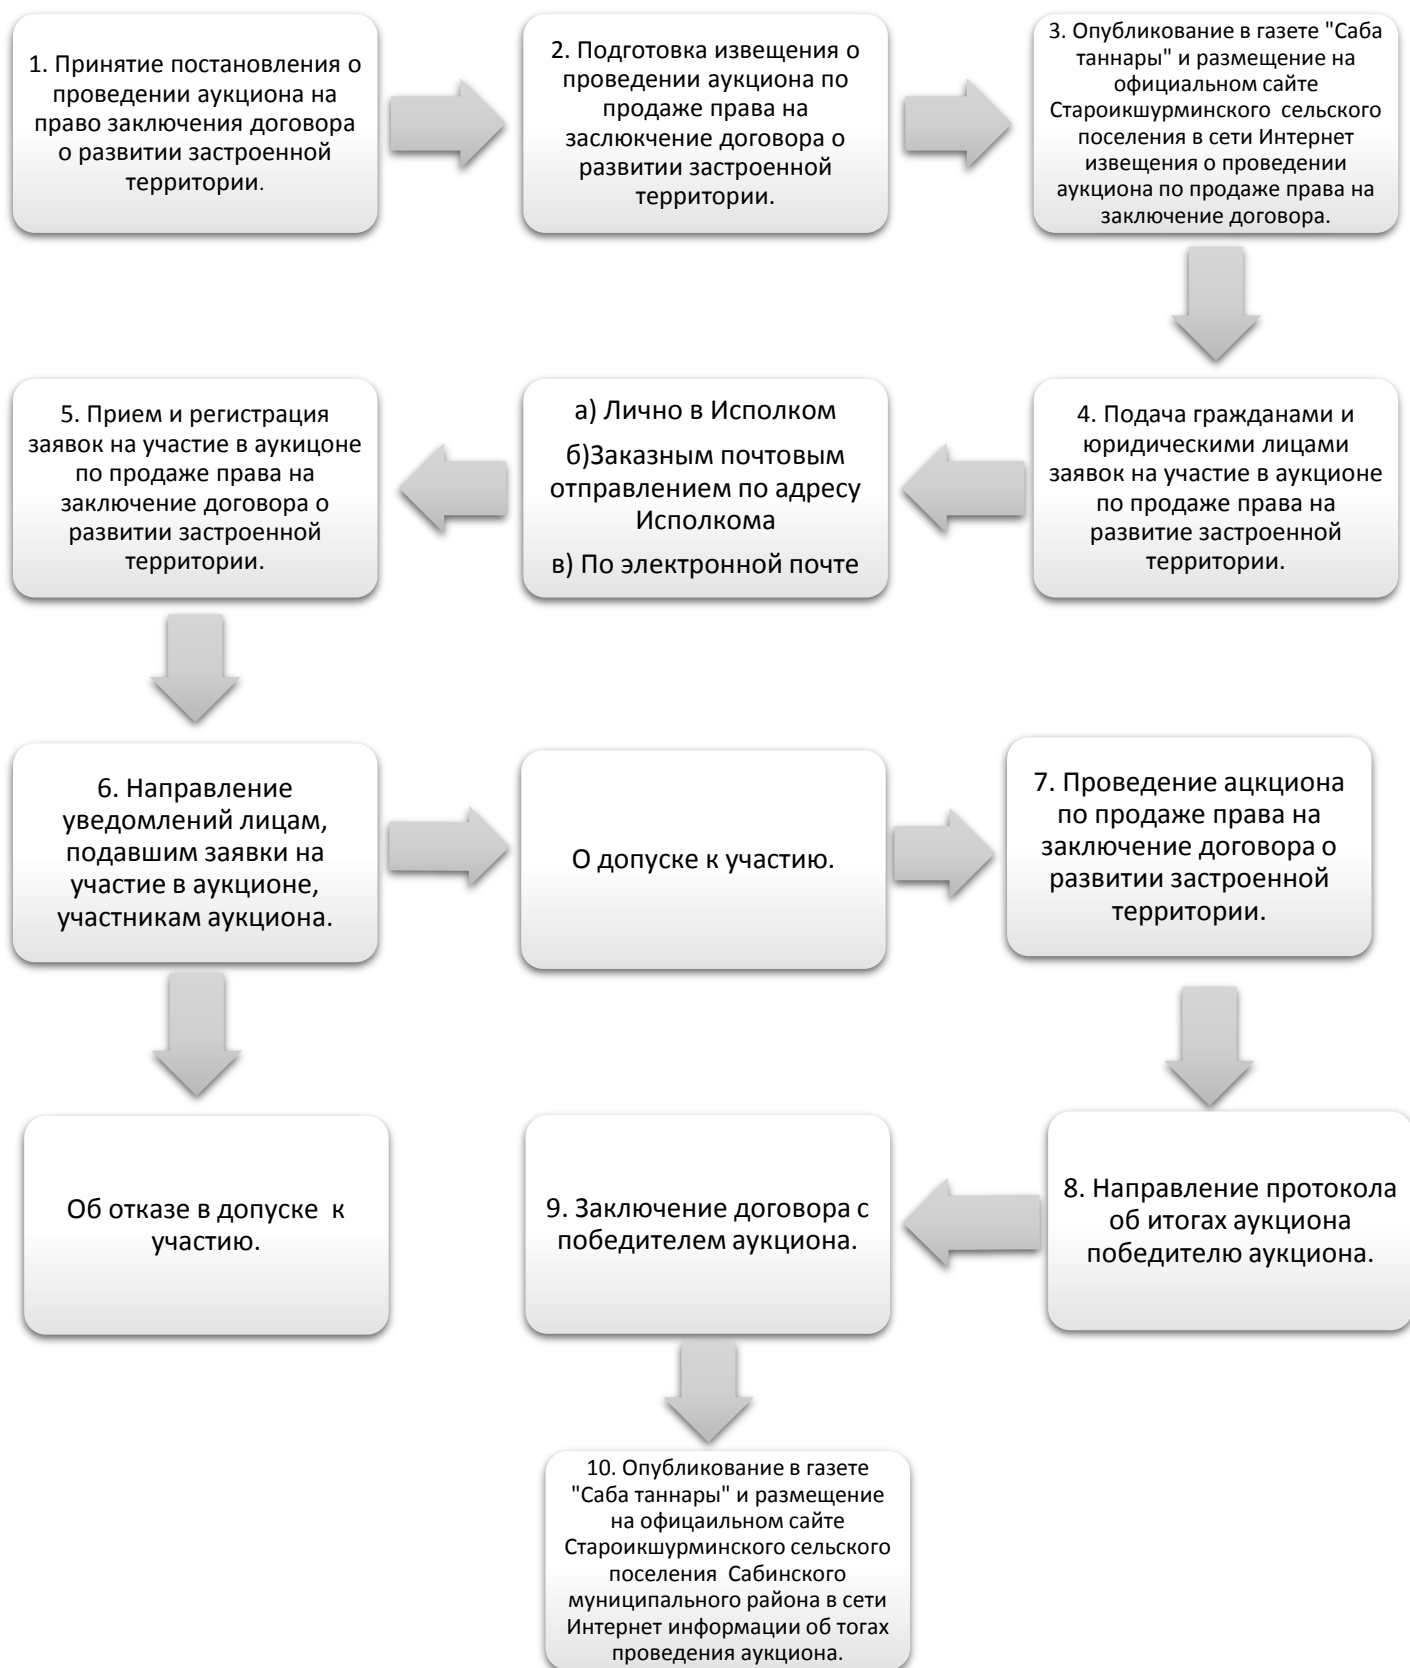 1. Принятие постановления о
проведении аукциона на
право заключения договора
о развитии застроенной
территории.
2. Подготовка извещения о
проведении аукциона по
продаже права на
заслюкчение договора о
развитии застроенной
территории.
3. Опубликование в газете "Саба
таннары" и размещение на
официальном сайте
Староикшурминского сельского
поселения в сети Интернет
извещения о проведении
аукциона по продаже права на
заключение договора.
4. Подача гражданами и
юридическими лицами
заявок на участие в аукционе
по продаже права на
развитие застроенной
территории.
а) Лично в Исполком
б)Заказным почтовым
отправлением по адресу
Исполкома
в) По электронной почте
5. Прием и регистрация
заявок на участие в аукицоне
по продаже права на
заключение договора о
развитии застроенной
территории.
6. Направление
уведомлений лицам,
подавшим заявки на
участие в аукционе,
участникам аукциона.
О допуске к участию.
7. Проведение ацкциона
по продаже права на
заключение договора о
развитии застроенной
территории.
Об отказе в допуске к
участию.
8. Направление протокола
об итогах аукциона
победителю аукциона.
9. Заключение договора с
победителем аукциона.
10. Опубликование в газете
"Саба таннары" и размещение
на офицаильном сайте
Староикшурминского сельского
поселения Сабинского
муниципального района в сети
Интернет информации об тогах
проведения аукциона.